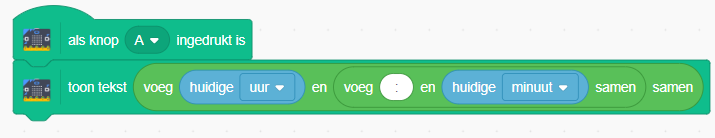 als knop A ingedrukt is
toon tekst voeg huidige uur en voeg : en huidige minuut samen samen